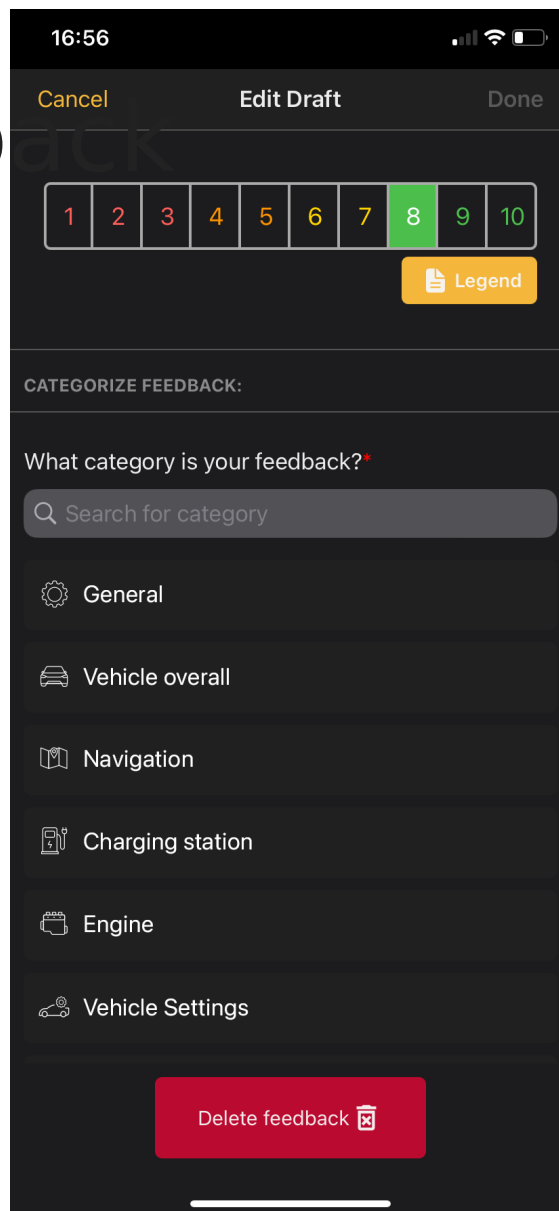 16:56
Cancel Edit Draft Done
back
1 2 3 4 5 6 7 8 9 10
Legend
CATEGORIZE FEEDBACK:
What category is your feedback?*
Search for category
General
Vehicle overall
Navigation
Charging station
Engine
Vehicle Settings
Delete feedback